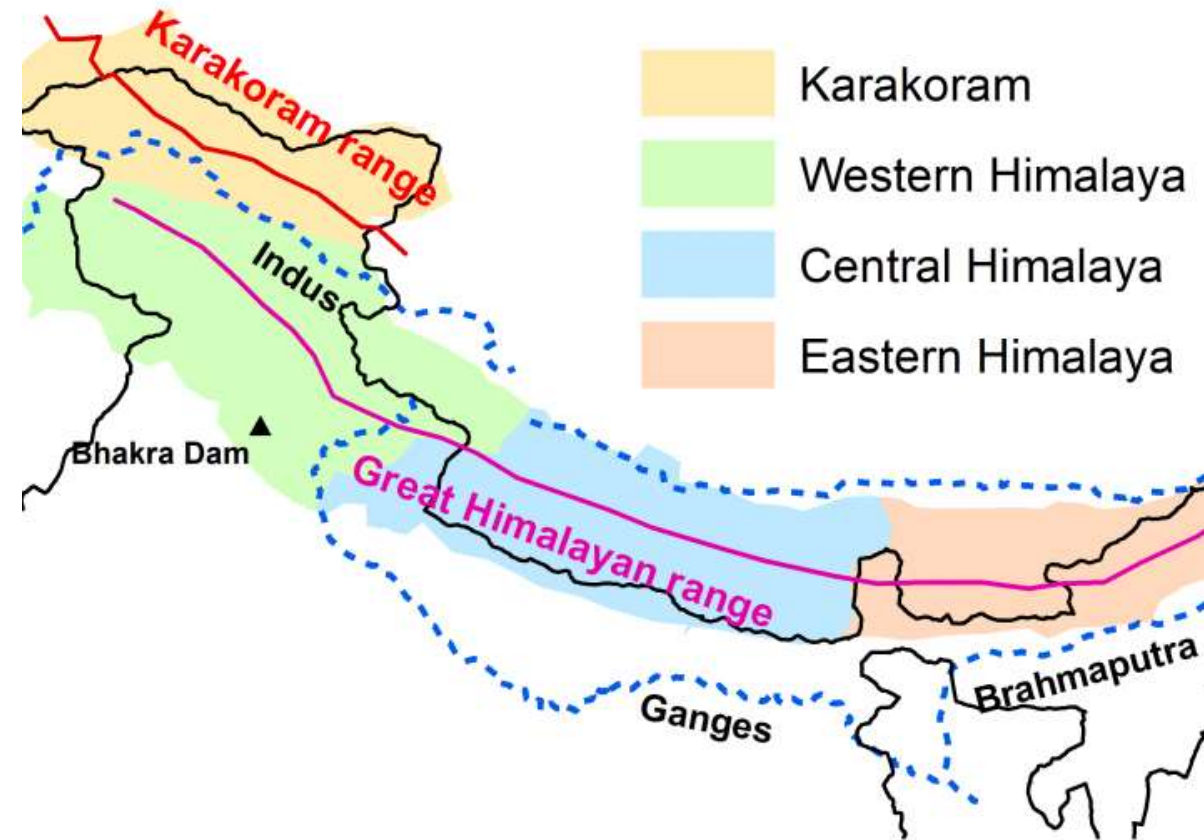 Karakoram range
Karakoram
Western Himalaya
Central Himalaya
Eastern Himalaya
Indus
Bhakra Dam
Great Himalayan range
Ganges
Brahmaputra